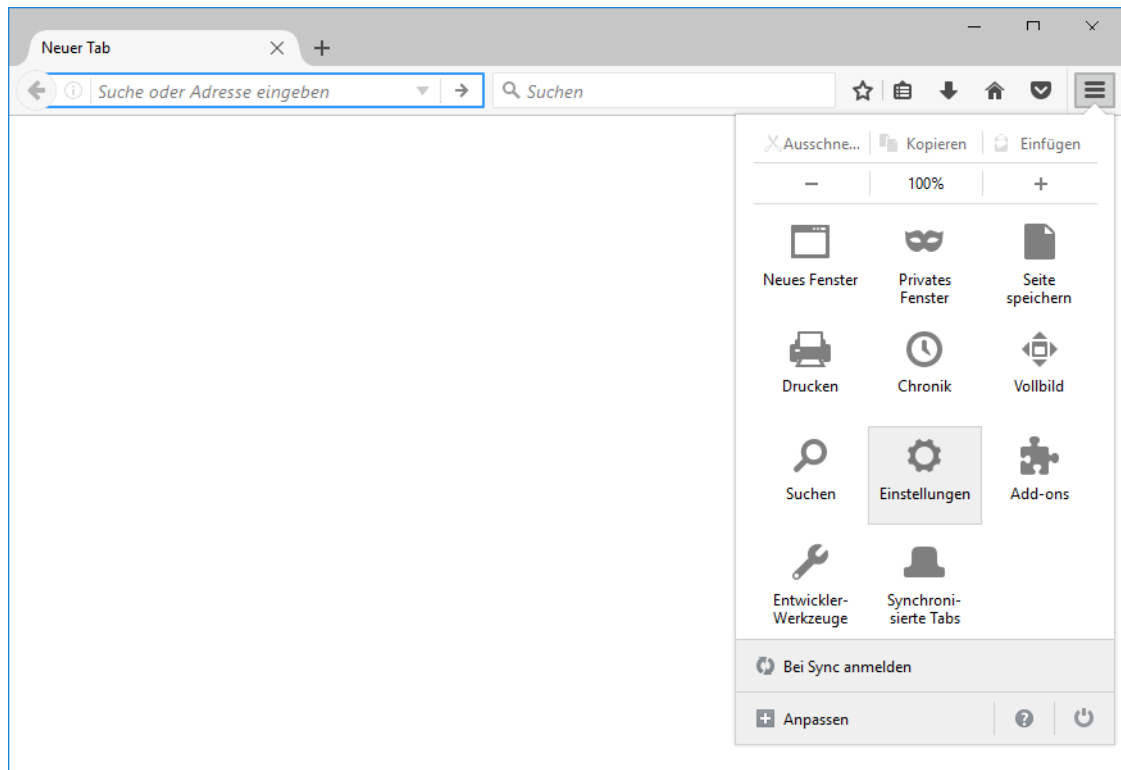 Neuer Tab
Suche oder Adresse eingeben
Suchen
Ausschne... Kopieren Einfügen
100%
Neues Fenster
Privates
Fenster
Seite
speichern
Drucken
Chronik
Vollbild
Suchen
Einstellungen
Add-ons
Entwickler-
Werkzeuge
Synchroni-
sierte Tabs
Bei Sync anmelden
Anpassen